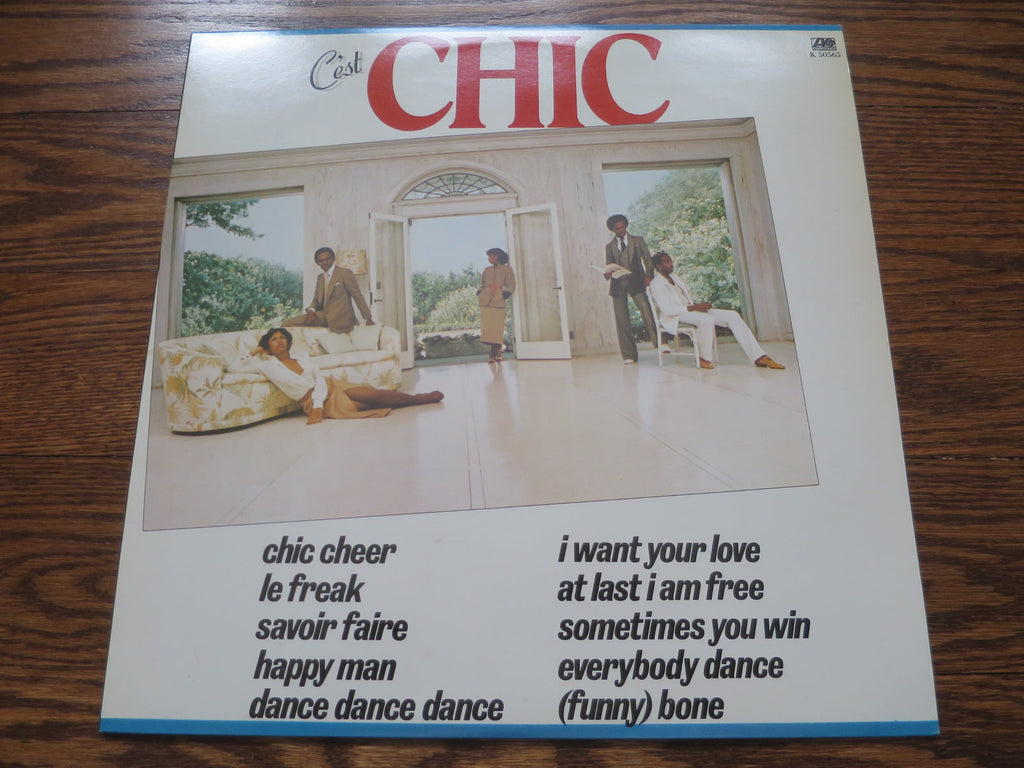 C'est CHIC
ATLANTIC
K 50565
chic cheer
le freak
savoir faire
happy man
dance dance dance
i want your love
at last i am free
sometimes you win
everybody dance
(funny) bone